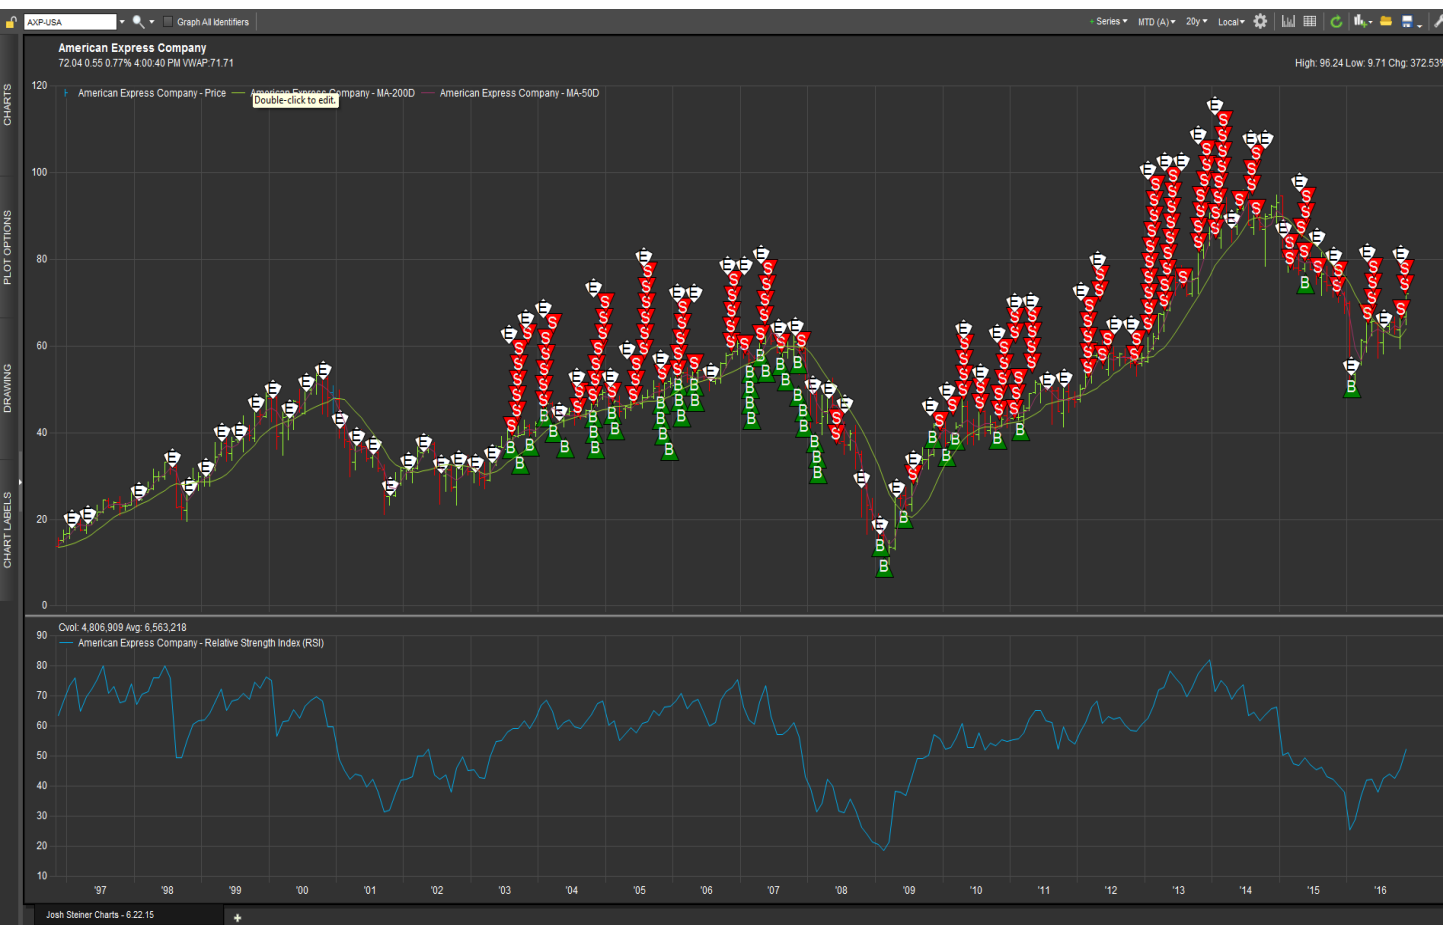 AXP-USA
Graph All Identifiers
+ Series
MTD (A)
20y
Local
American Express Company
72.04 0.55 0.77% 4:00:40 PM VWAP:71.71
High: 96.24 Low: 9.71 Chg: 372.53%
American Express Company - Price
American Express Company - MA-200D
American Express Company - MA-50D
Double-click to edit.
CHARTS
PLOT OPTIONS
DRAWING
CHART LABELS
120
100
80
60
40
20
0
Cvol: 4,806,909 Avg: 6,563,218
American Express Company - Relative Strength Index (RSI)
90
80
70
60
50
40
30
20
10
'97 '98 '99 '00 '01 '02 '03 '04 '05 '06 '07 '08 '09 '10 '11 '12 '13 '14 '15 '16
Josh Steiner Charts - 6.22.15